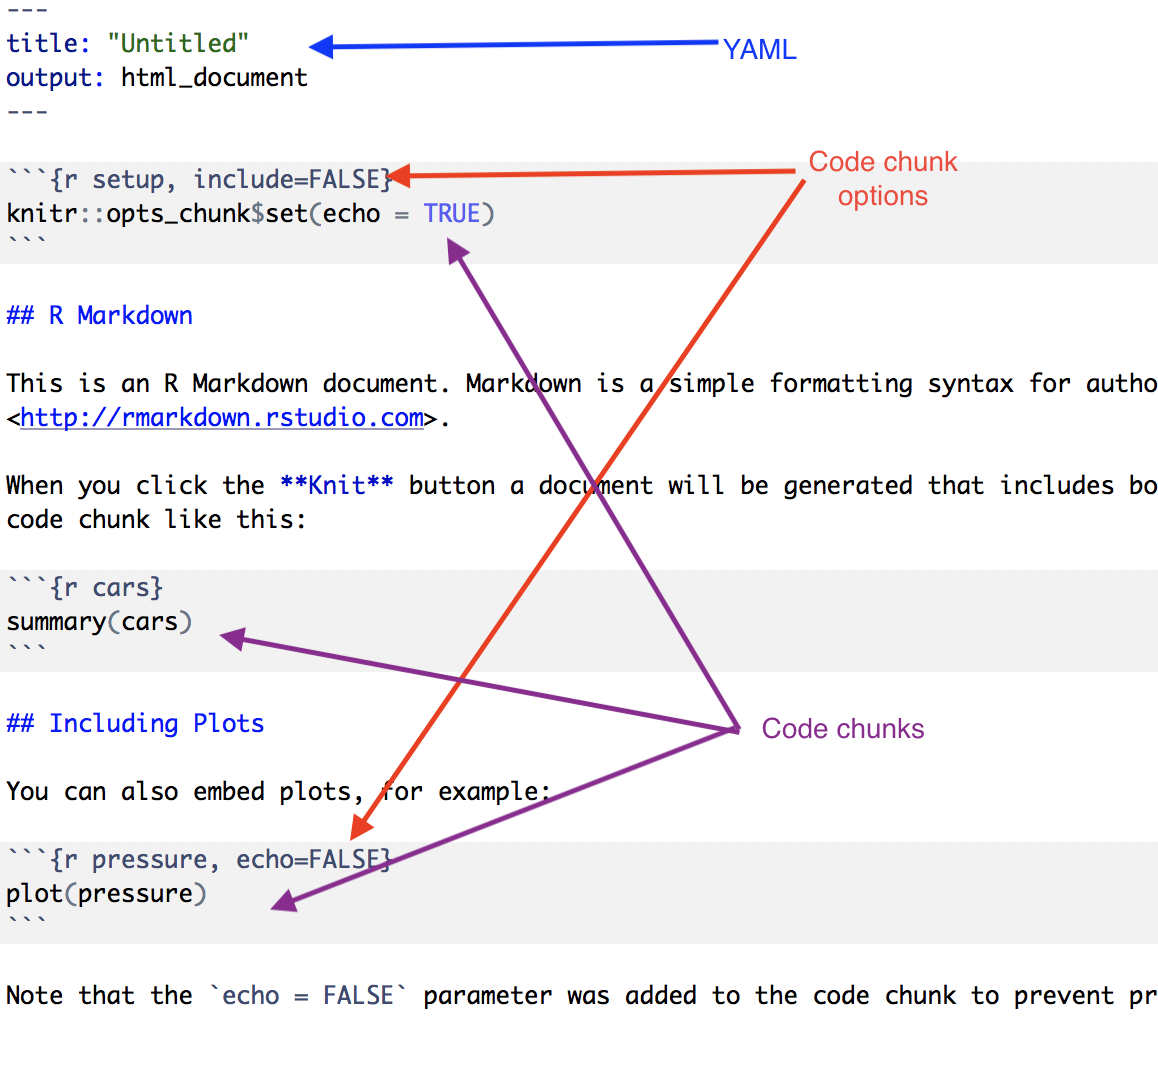 ---
title: "Untitled"
YAML
output: html_document
---
Code chunk
options
```{r setup, include=FALSE}
knitr::opts_chunk$set(echo = TRUE)
```
## R Markdown
This is an R Markdown document. Markdown is a simple formatting syntax for autho
<http://rmarkdown.rstudio.com>.
When you click the **Knit** button a document will be generated that includes bo
code chunk like this:
```{r cars}
summary(cars)
```
## Including Plots
Code chunks
You can also embed plots, for example:
```{r pressure, echo=FALSE}
plot(pressure)
```
Note that the `echo = FALSE` parameter was added to the code chunk to prevent pr